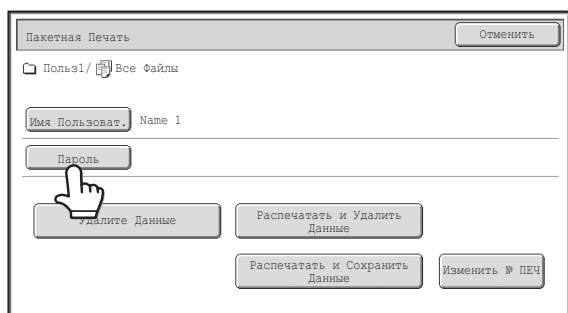 Пакетная Печать
Отменить
Польз1/ Все Файлы
Имя Пользоват. Name 1
Пароль
Удалите Данные
Распечатать и Удалить
Данные
Распечатать и Сохранить
Данные
Изменить № ПЕЧ